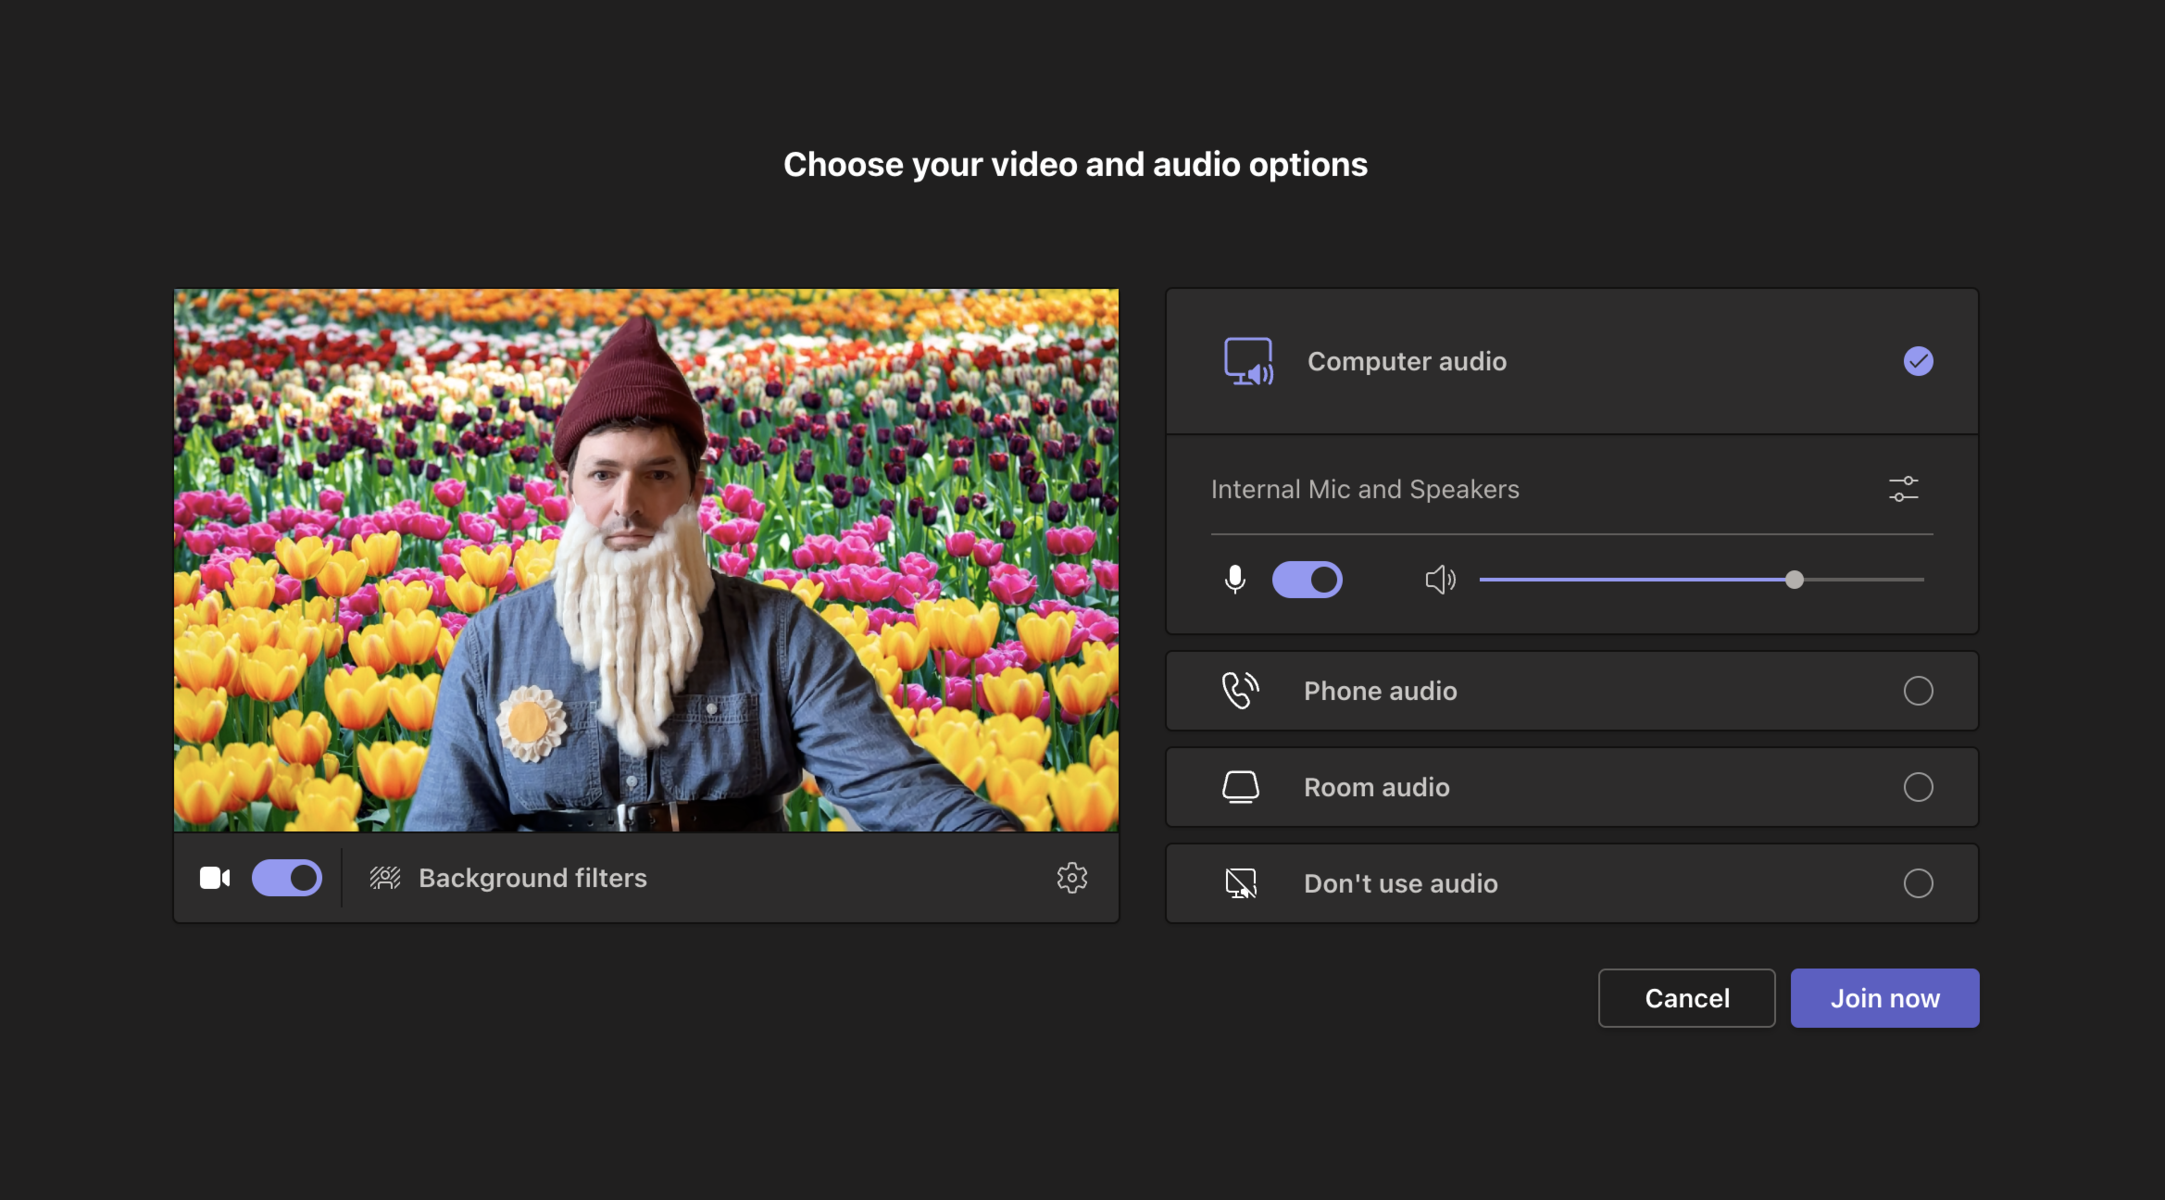 Choose your video and audio options
Computer audio
Internal Mic and Speakers
Phone audio
Room audio
Don't use audio
Background filters
Cancel
Join now